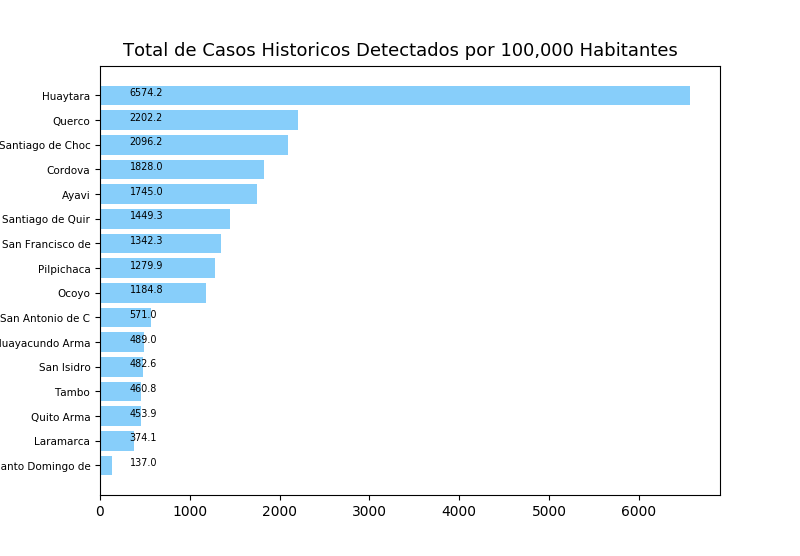 Total de Casos Historicos Detectados por 100,000 Habitantes
Huaytara 6574.2
Querco 2202.2
Santiago de Choc 2096.2
Cordova 1828.0
Ayavi 1745.0
Santiago de Quir 1449.3
San Francisco de 1342.3
Pilpichaca 1279.9
Ocoyo 1184.8
San Antonio de C 571.0
uayacundo Arma 489.0
San Isidro 482.6
Tambo 460.8
Quito Arma 453.9
Laramarca 374.1
anto Domingo de 137.0
0 1000 2000 3000 4000 5000 6000